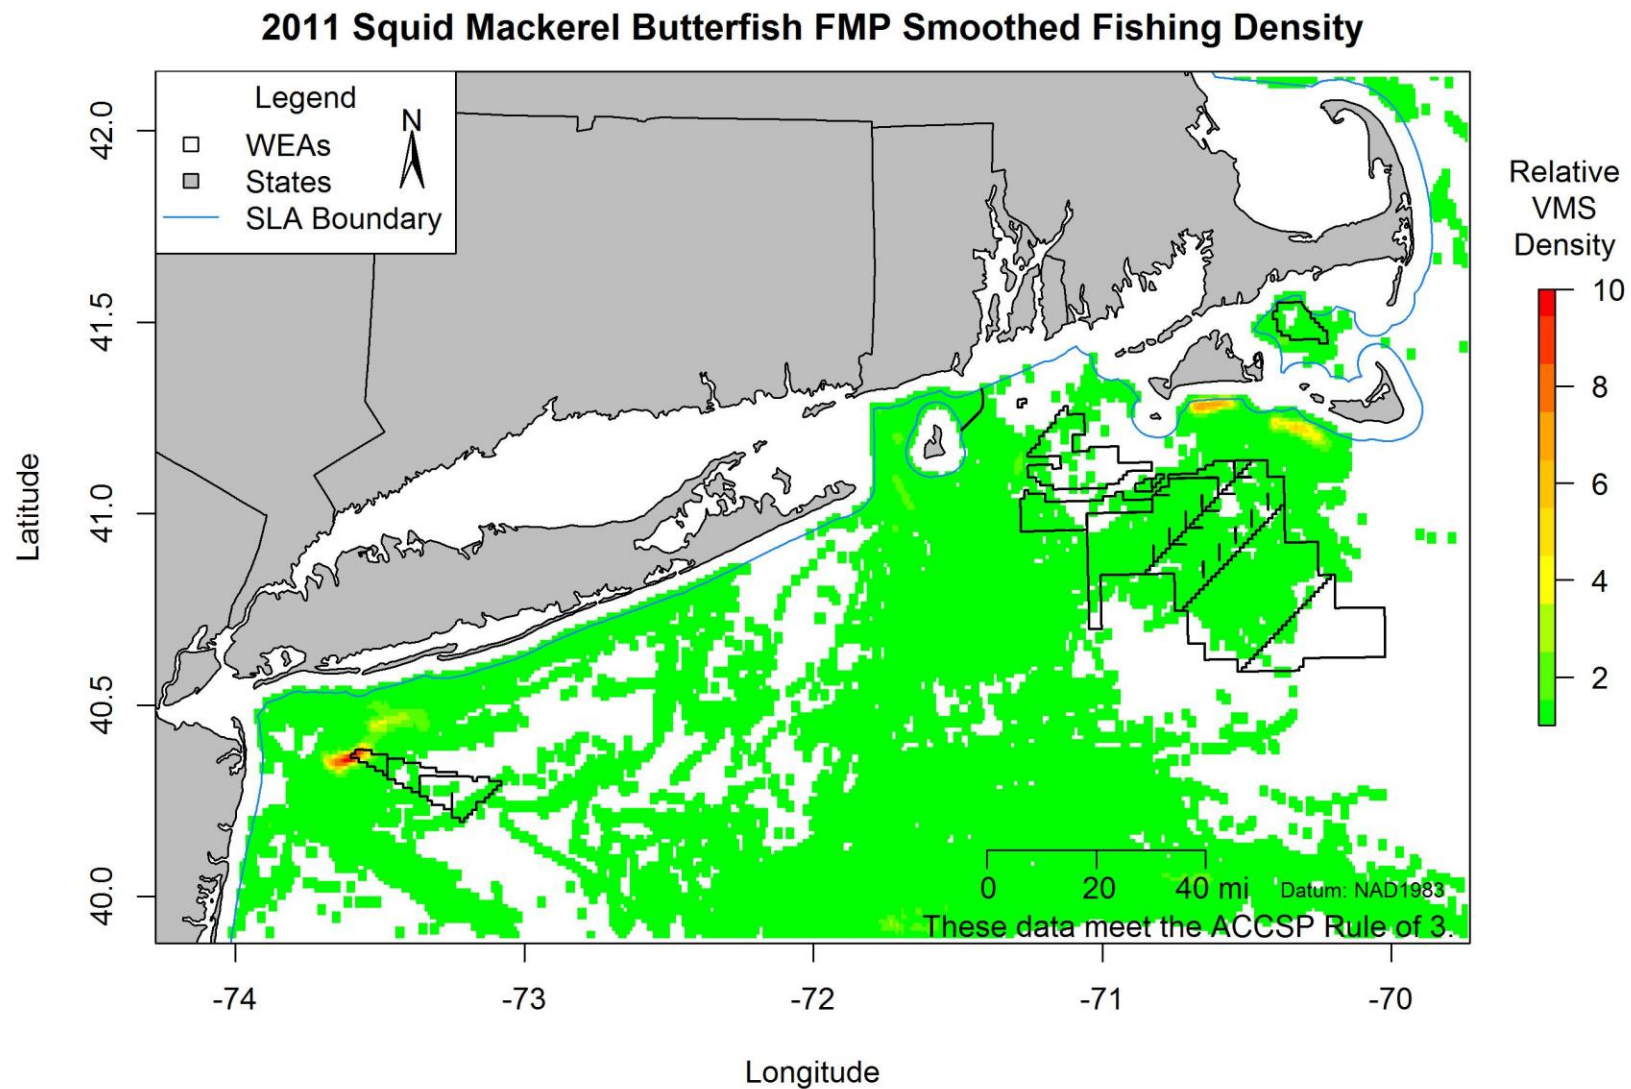 2011 Squid Mackerel Butterfish FMP Smoothed Fishing Density
Legend
N
WEAs
States
SLA Boundary
Latitude
42.0
41.5
41.0
40.5
40.0
Relative
VMS
Density
10
8
6
4
2
0 20 40 mi Datum: NAD1983
These data meet the ACCSP Rule of 3.
-74 -73 -72 -71 -70
Longitude